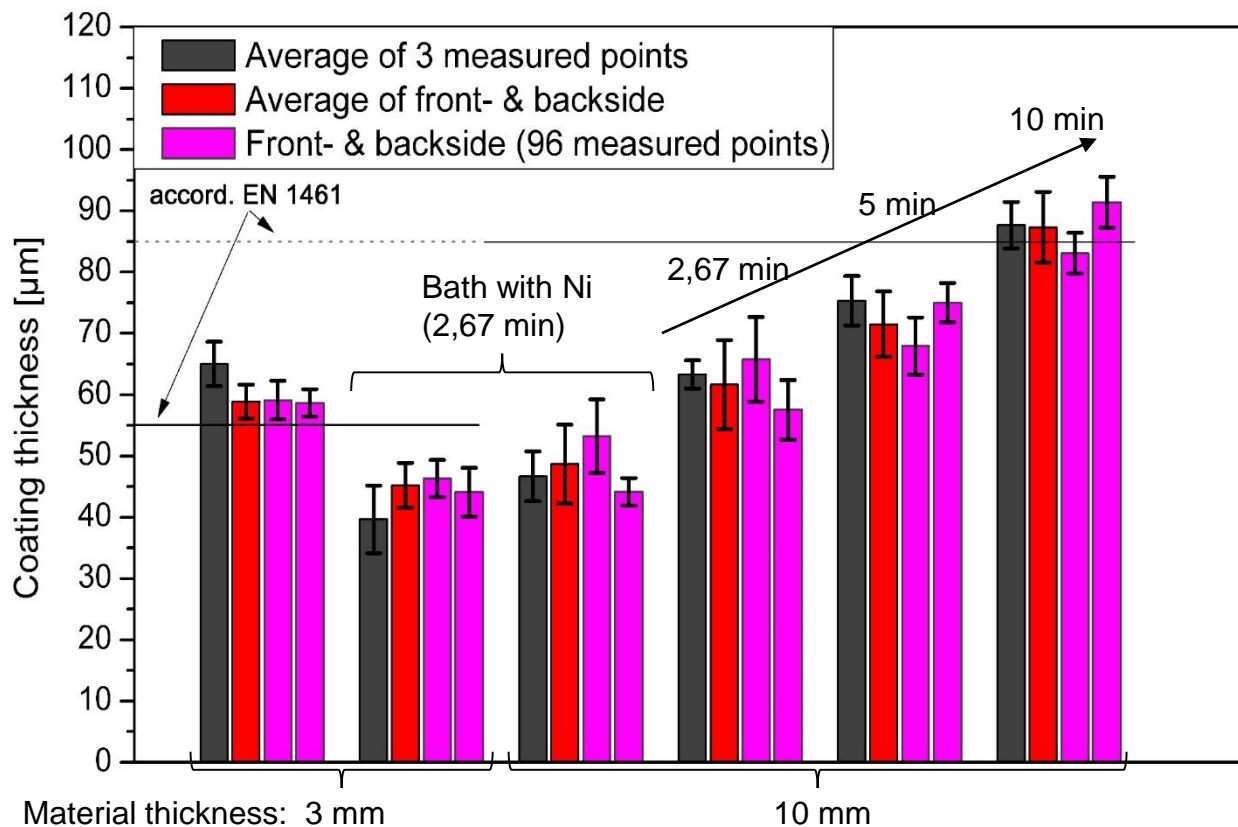 120
110
100
90
80
70
60
50
40
30
20
10
0
Coating thickness [µm]
Average of 3 measured points
Average of front- & backside
Front- & backside (96 measured points)
accord. EN 1461
Bath with Ni
(2,67 min)
2,67 min
5 min
10 min
Material thickness: 3 mm
10 mm